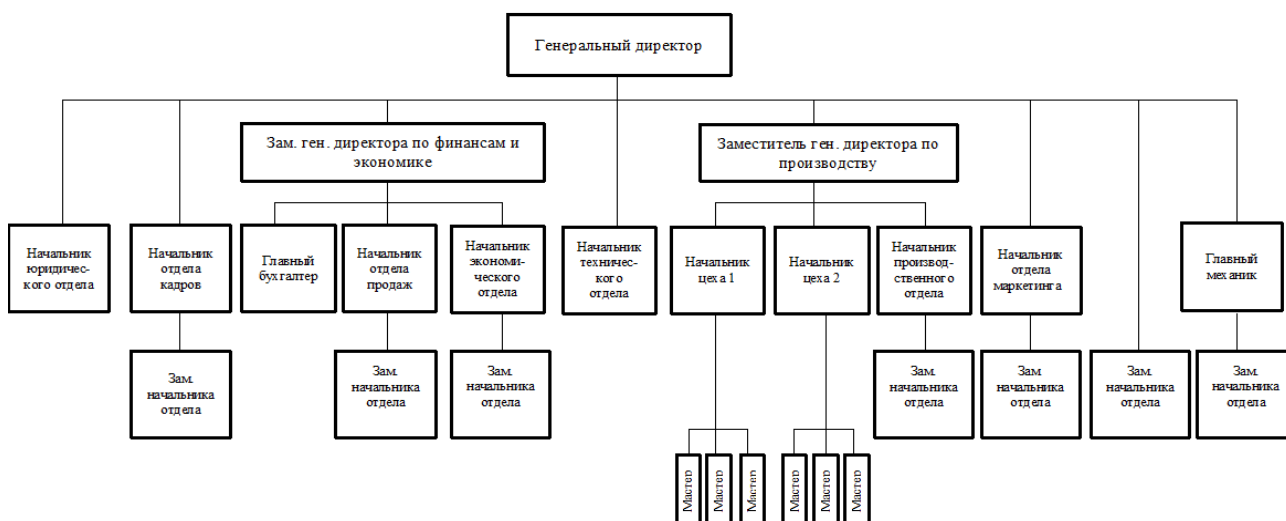 Генеральный директор
Зам. ген. директора по финансам и
экономике
Заместитель ген. директора по
производству
Начальник
юридичес-
кого отдела
Начальник
отдела
кадров
Главный
бухгалтер
Начальник
отдела
продаж
Начальник
экономи-
ческого
отдела
Начальник
техничес-
кого
отдела
Начальник
цеха 1
Начальник
цеха 2
Начальник
производ-
ственного
отдела
Начальник
отдела
маркетинга
Главный
механик
Зам.
начальника
отдела
Зам.
начальника
отдела
Зам.
начальника
отдела
Зам.
начальника
отдела
Зам.
начальника
отдела
Зам.
начальника
отдела
Зам.
начальника
отдела
Мастер
Мастер
Мастер
Мастер
Мастер
Мастер